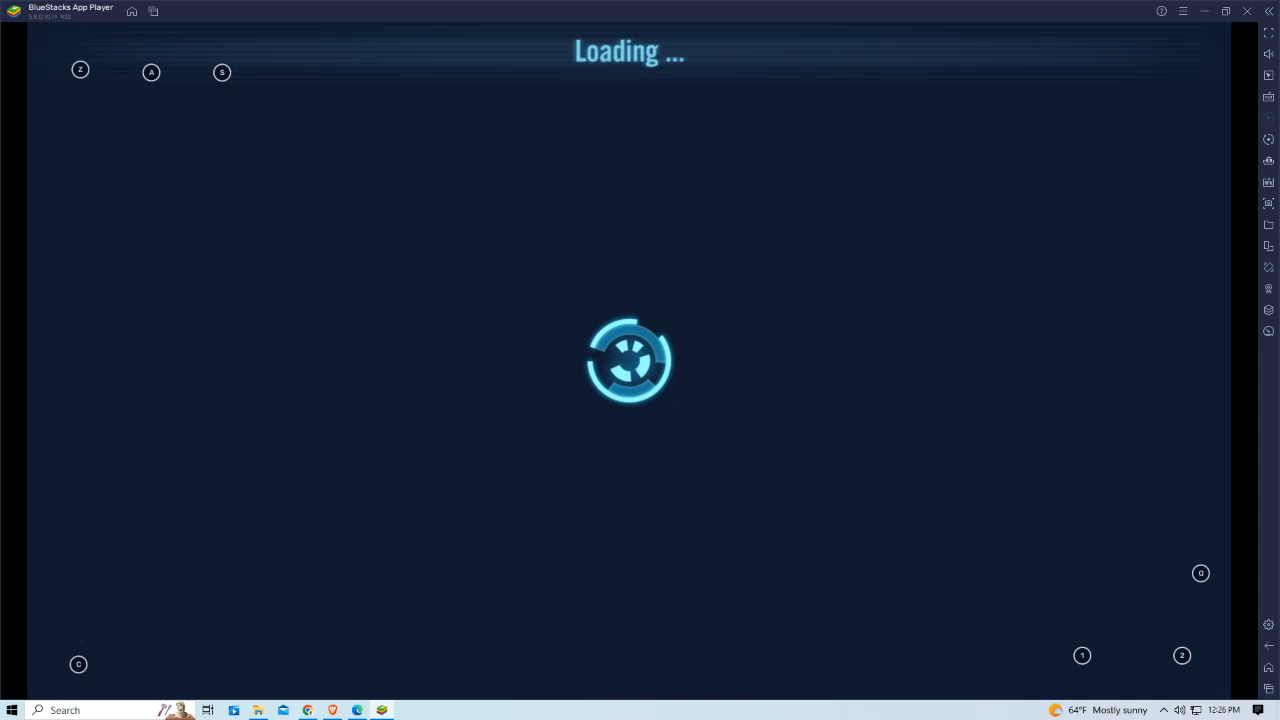 BlueStacks App Player
Loading ...
Z
A
S
Q
C
1
2
Search
64°F Mostly sunny
12:26 PM